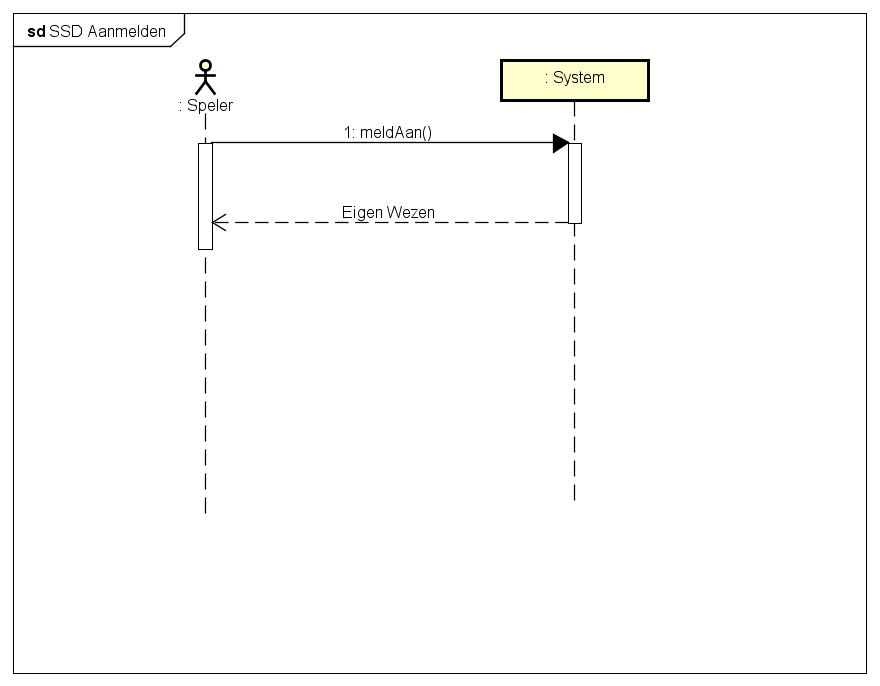 sd SSD Aanmelden
: Speler
: System
1: meldAan()
Eigen Wezen